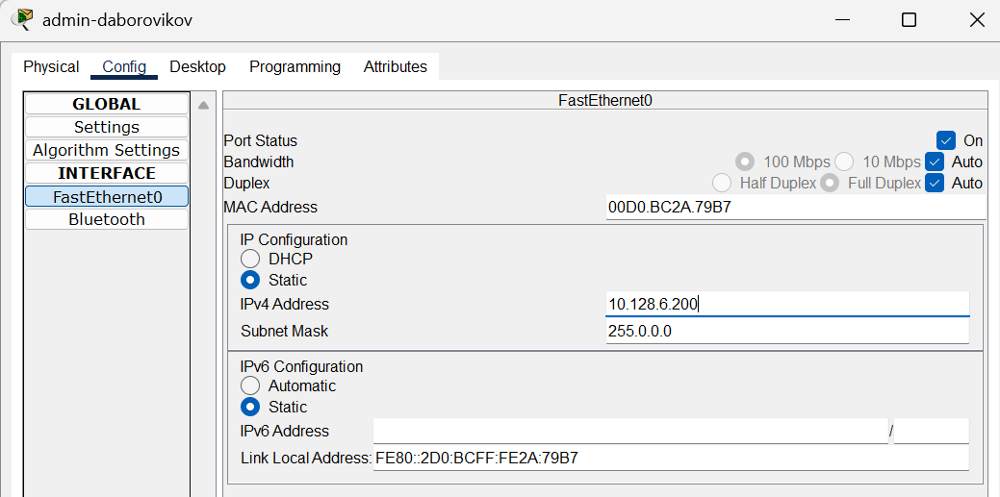 admin-daborovikov
Physical Config Desktop Programming Attributes
GLOBAL
Settings
Algorithm Settings
INTERFACE
FastEthernet0
Bluetooth
FastEthernet0
Port Status On
Bandwidth 100 Mbps 10 Mbps Auto
Duplex Half Duplex Full Duplex Auto
MAC Address 00D0.BC2A.79B7
IP Configuration
DHCP
Static
IPv4 Address 10.128.6.200
Subnet Mask 255.0.0.0
IPv6 Configuration
Automatic
Static
IPv6 Address /
Link Local Address: FE80::2D0:BCFF:FE2A:79B7